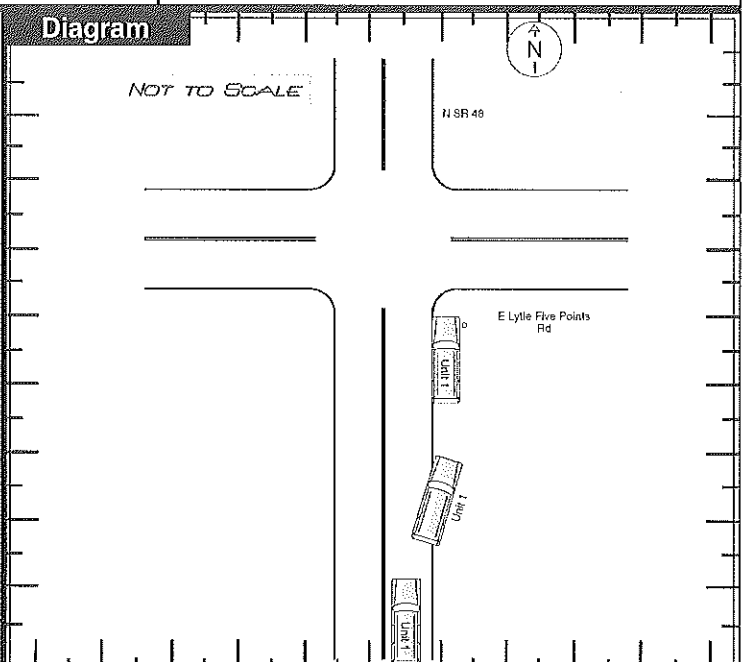 Diagram
N
NOT TO SCALE
N SR 48
E Lytle Five Points
Rd
Unit 1
Unit 1
Unit 1